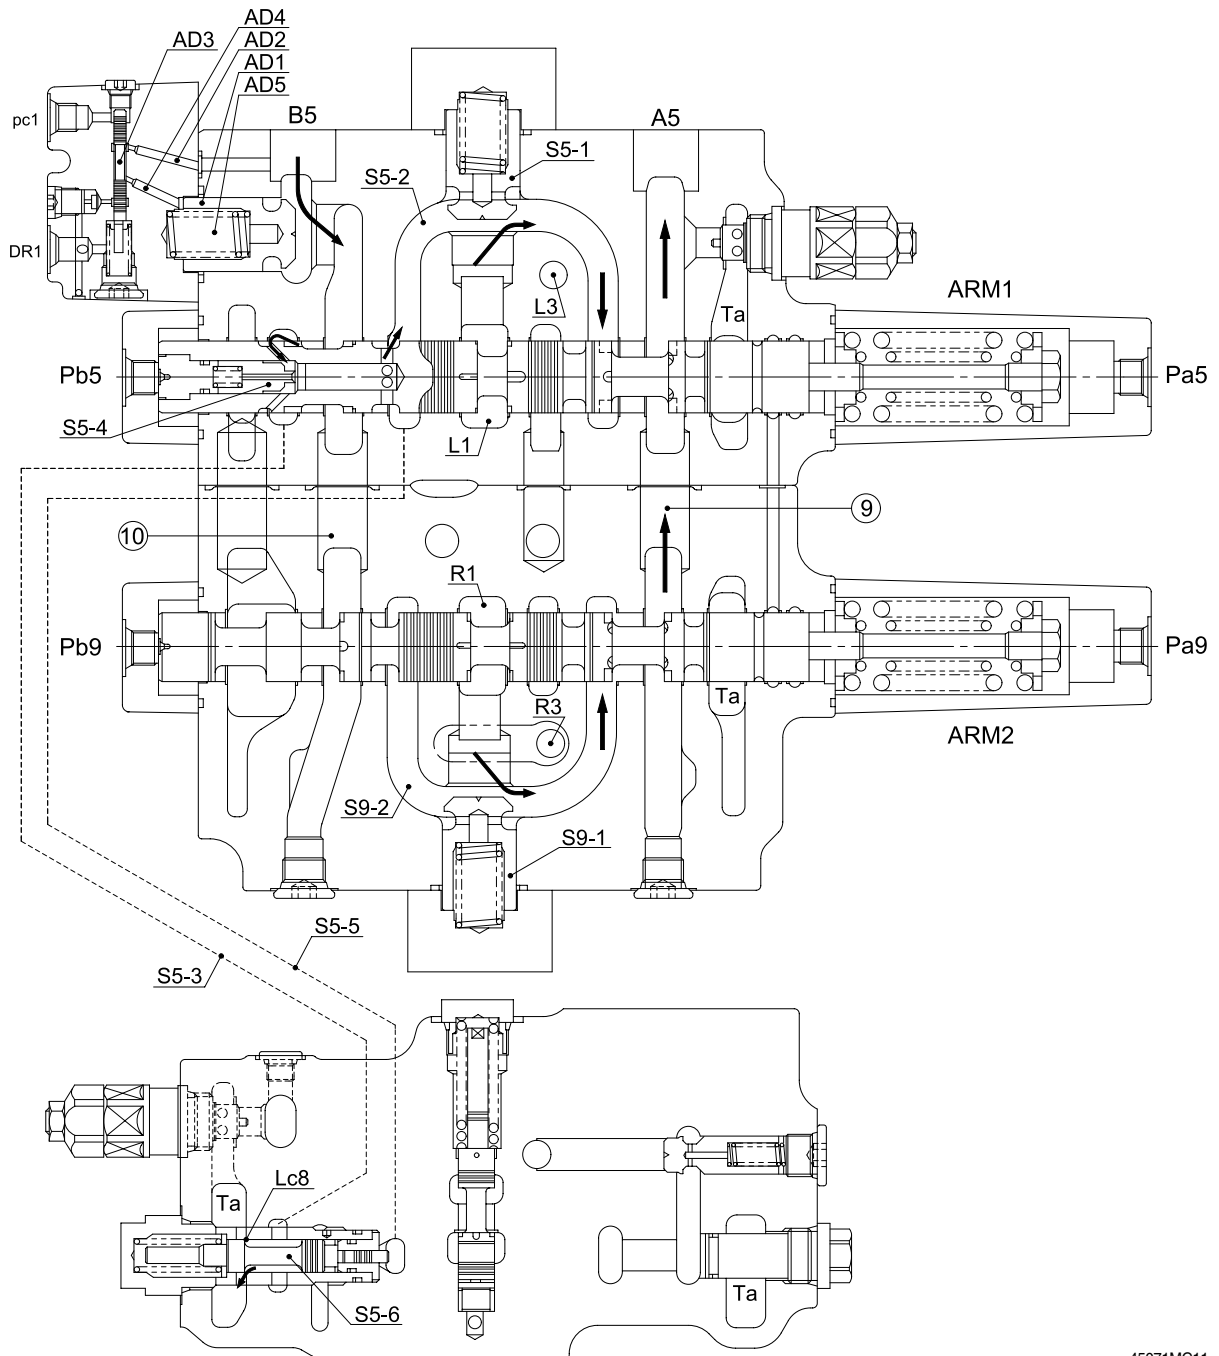 AD4
AD2
AD3
AD1
AD5
B5
A5
pc1
S5-1
S5-2
DR1
L3
Ta
ARM1
Pb5
Pa5
S5-4
L1
9
10
R1
Pb9
Pa9
Ta
R3
ARM2
S9-2
S9-1
S5-5
S5-3
Lc8
Ta
S5-6
Ta